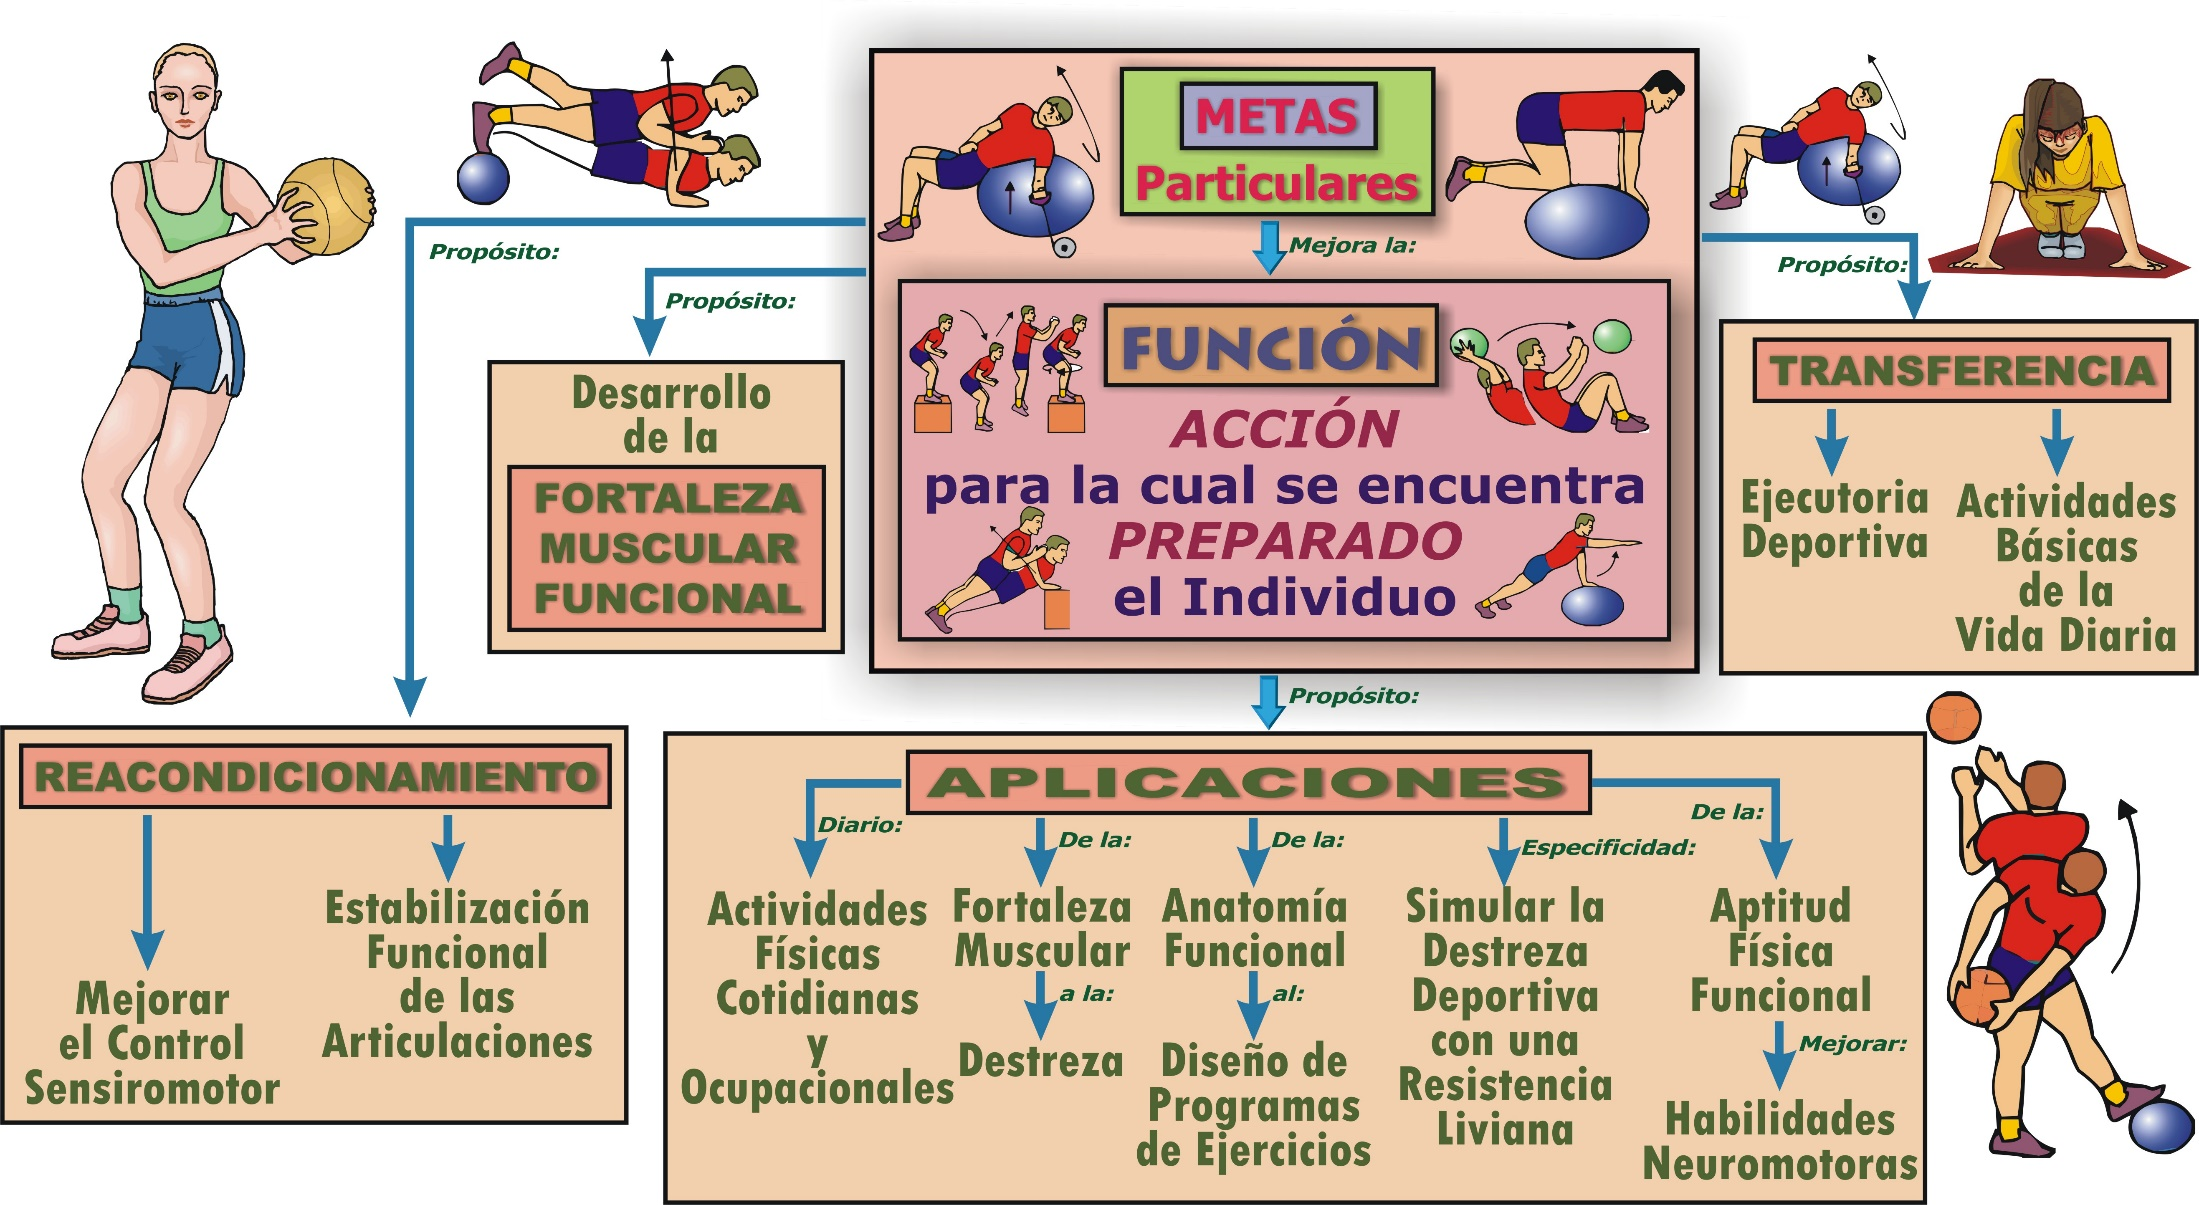 METAS
Particulares
Mejora la:
FUNCIÓN
ACCIÓN
para la cual se encuentra
PREPARADO
el Individuo
Propósito:
Desarrollo
de la
FORTALEZA
MUSCULAR
FUNCIONAL
Propósito:
TRANSFERENCIA
Ejecutoria
Deportiva
Actividades
Básicas
de la
Vida Diaria
Propósito:
REACONDICIONAMIENTO
Mejorar
el Control
Sensiromotor
Estabilización
Funcional
de las
Articulaciones
Propósito:
APLICACIONES
Diario:
Actividades
Físicas
Cotidianas
y
Ocupacionales
De la:
Fortaleza
Muscular
a la:
Destreza
De la:
Anatomía
Funcional
al:
Diseño de
Programas
de Ejercicios
Especificidad:
Simular la
Destreza
Deportiva
con una
Resistencia
Liviana
De la:
Aptitud
Física
Funcional
Mejorar:
Habilidades
Neuromotoras